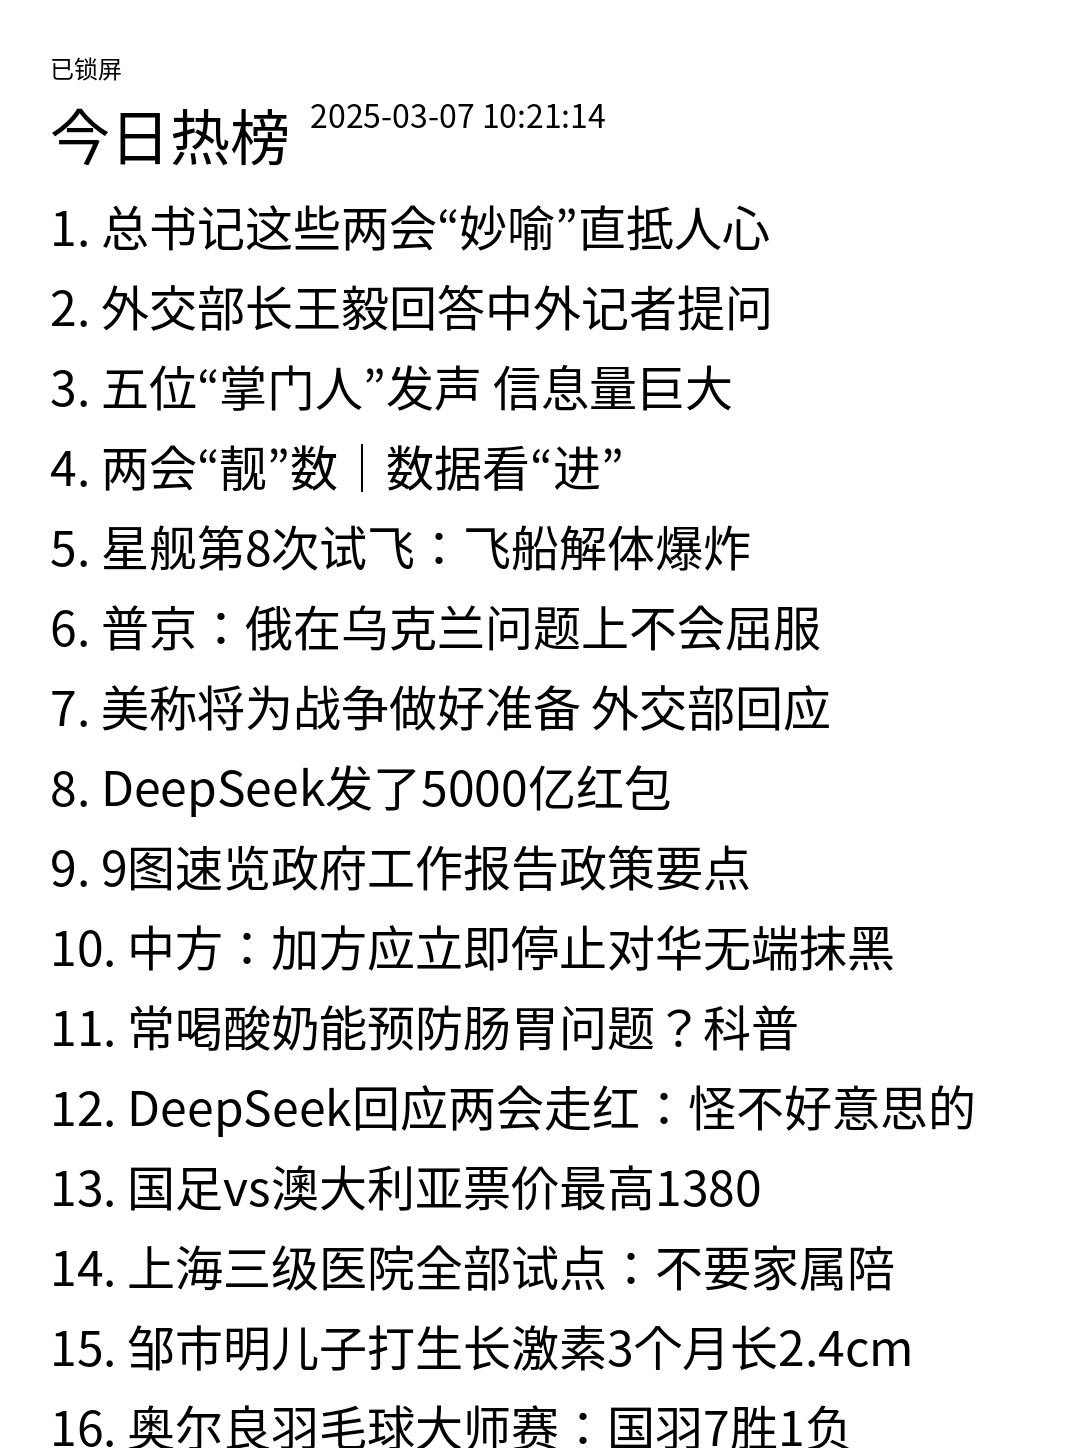 已锁屏
今日热榜 2025-03-07 10:21:14
1. 总书记这些两会“妙喻”直抵人心
2. 外交部长王毅回答中外记者提问
3. 五位“掌门人”发声 信息量巨大
4. 两会“靓”数｜数据看“进”
5. 星舰第8次试飞：飞船解体爆炸
6. 普京：俄在乌克兰问题上不会屈服
7. 美称将为战争做好准备 外交部回应
8. DeepSeek发了5000亿红包
9. 9图速览政府工作报告政策要点
10. 中方：加方应立即停止对华无端抹黑
11. 常喝酸奶能预防肠胃问题？科普
12. DeepSeek回应两会走红：怪不好意思的
13. 国足vs澳大利亚票价最高1380
14. 上海三级医院全部试点：不要家属陪
15. 邹市明儿子打生长激素3个月长2.4cm
16. 奥尔良羽毛球大师赛：国羽7胜1负